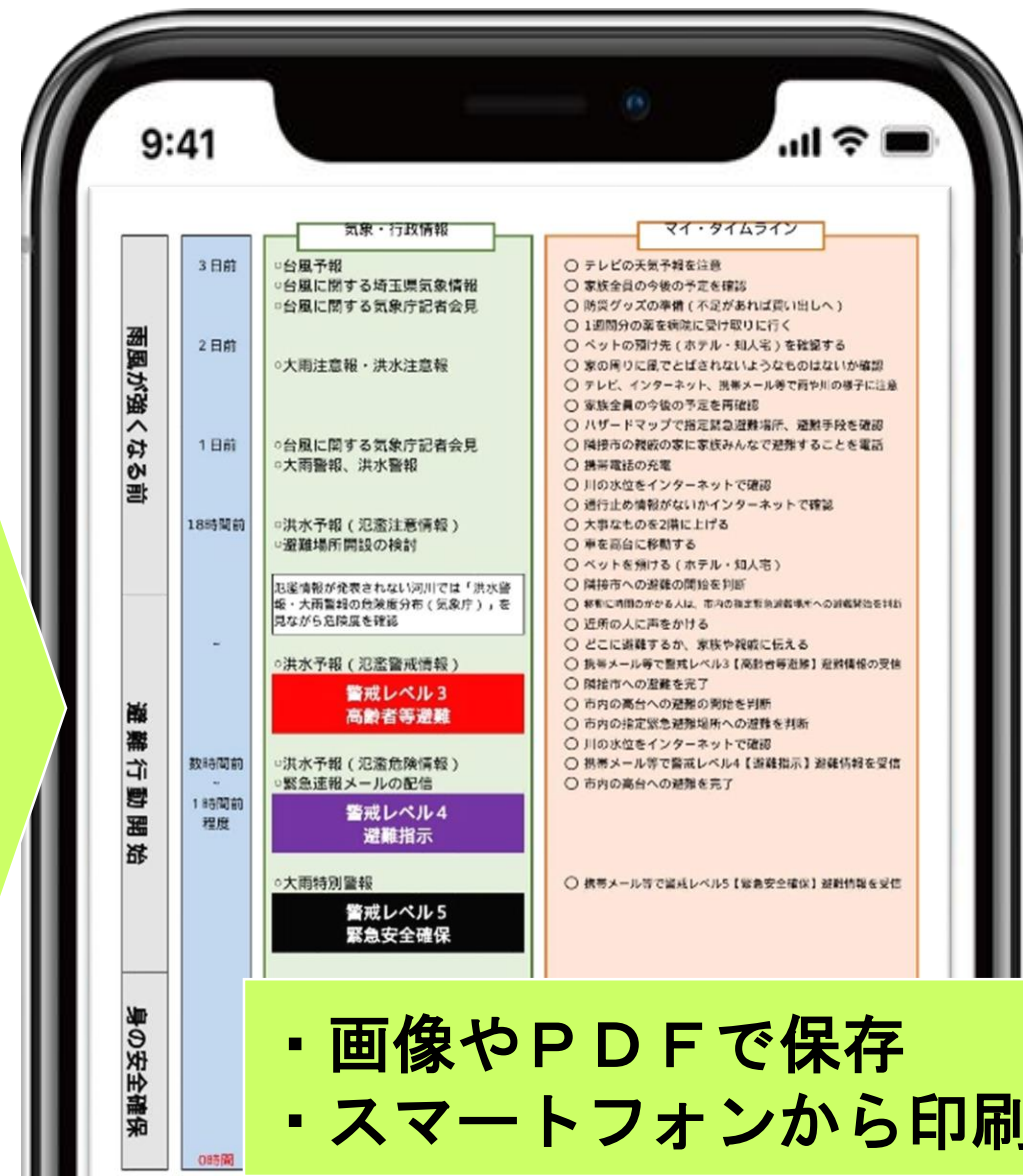 9:41
気象・行政情報
マイ・タイムライン
雨風が強くなる前
避難行動開始
身の安全確保
3日前
2日前
1日前
18時間前
~
数時間前
~
1時間前
程度
0時間
○台風予報
○台風に関する埼玉県気象情報
○台風に関する気象庁記者会見
○大雨注意報・洪水注意報
○台風に関する気象庁記者会見
○大雨警報、洪水警報
○洪水予報(氾濫注意情報)
○避難場所開設の検討
氾濫情報が発表されない河川では「洪水警
報・大雨警報の危険度分布(気象庁)」を
見ながら危険度を確認
○洪水予報(氾濫警戒情報)
警戒レベル3
高齢者等避難
○洪水予報(氾濫危険情報)
○緊急速報メールの配信
警戒レベル4
避難指示
○大雨特別警報
警戒レベル5
緊急安全確保
○ テレビの天気予報を注意
○ 家族全員の今後の予定を確認
○ 防災グッズの準備(不足があれば買い出しへ)
○ 1週間分の薬を病院に受け取りに行く
○ ペットの預け先(ホテル・知人宅)を確認する
○ 家の周りに風でとばされないようなものはないか確認
○ テレビ、インターネット、携帯メール等で雨や川の様子に注意
○ 家族全員の今後の予定を再確認
○ ハザードマップで指定緊急避難場所、避難手段を確認
○ 隣接市の親戚の家に家族みんなで避難することを電話
○ 携帯電話の充電
○ 川の水位をインターネットで確認
○ 通行止め情報がないかインターネットで確認
○ 大事なものを2階に上げる
○ 車を高台に移動する
○ ペットを預ける(ホテル・知人宅)
○ 隣接市への避難の開始を判断
○ 移動に時間のかかる人は、市内の指定緊急避難場所への避難開始を判断
○ 近所の人に声をかける
○ どこに避難するか、家族や親戚に伝える
○ 携帯メール等で警戒レベル3【高齢者等避難】避難情報の受信
○ 隣接市への避難を完了
○ 市内の高台への避難の開始を判断
○ 市内の指定緊急避難場所への避難を判断
○ 川の水位をインターネットで確認
○ 携帯メール等で警戒レベル4【避難指示】避難情報を受信
○ 市内の高台への避難を完了
○ 携帯メール等で警戒レベル5【緊急安全確保】避難情報を受信
・画像やPDFで保存
・スマートフォンから印刷